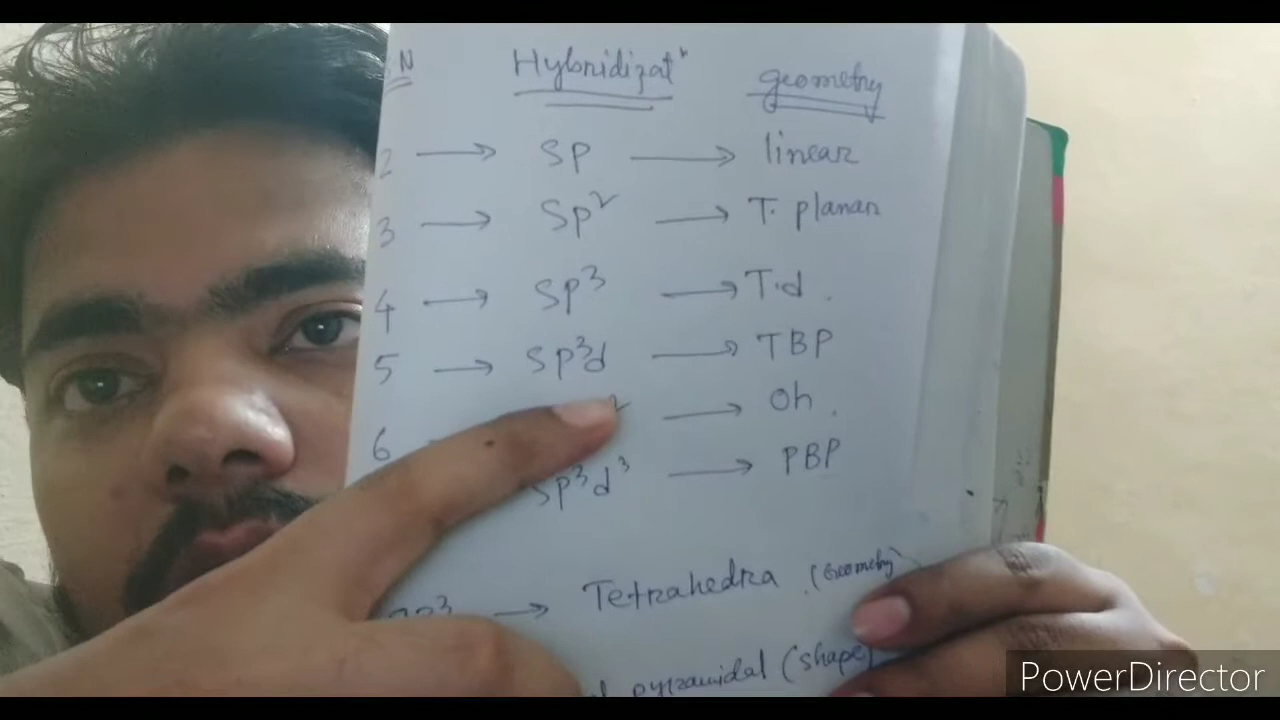 N Hybridizatⁿ geometry
2 → sp → linear
3 → sp² → T. planar
4 → sp³ → T.d.
5 → sp³d → TBP
6 ² → Oh.
sp³d³ → PBP
→ Tetrahedra (Geometry)
pyramidal (shape)
PowerDirector